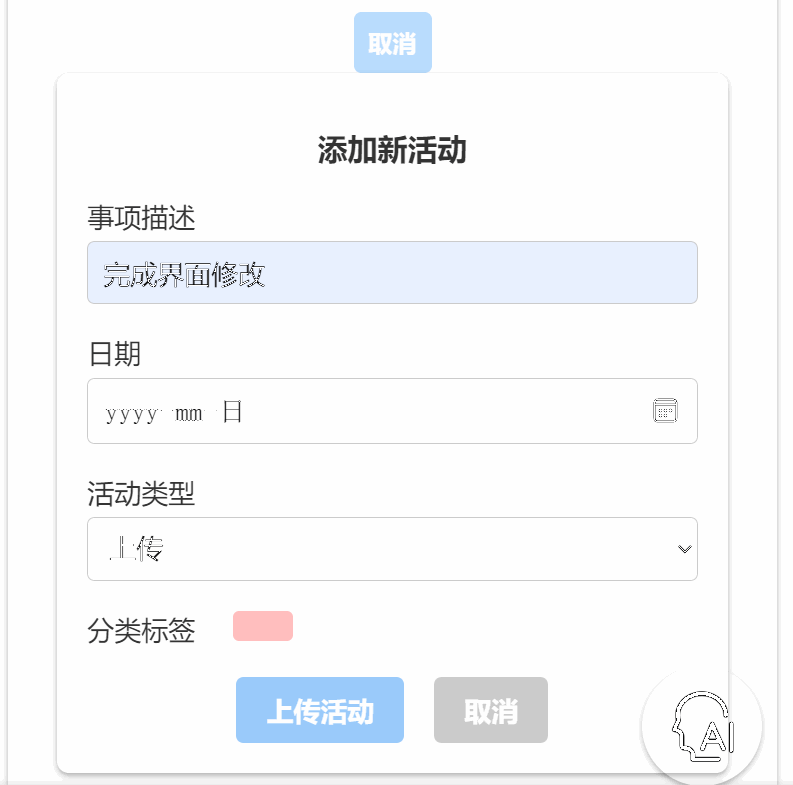 取消
添加新活动
事项描述
完成界面修改
日期
yyyy mm 日
活动类型
上传
分类标签
上传活动 取消
AI